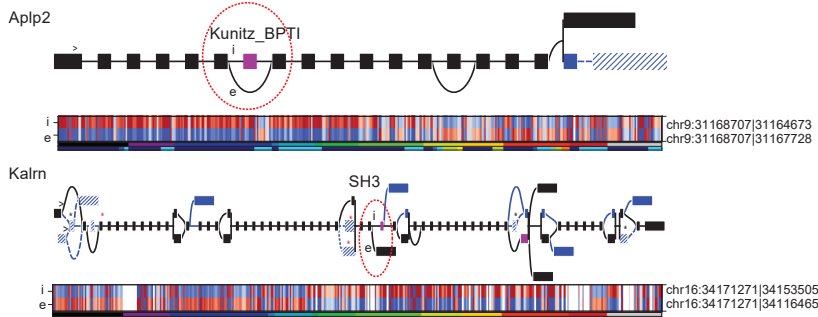 Aplp2
Kunitz_BPTI
>
i
e
i
e
chr9:31168707|31164673
chr9:31168707|31167728
Kalrn
SH3
>
i
>
e
i
e
chr16:34171271|34153505
chr16:34171271|34116465